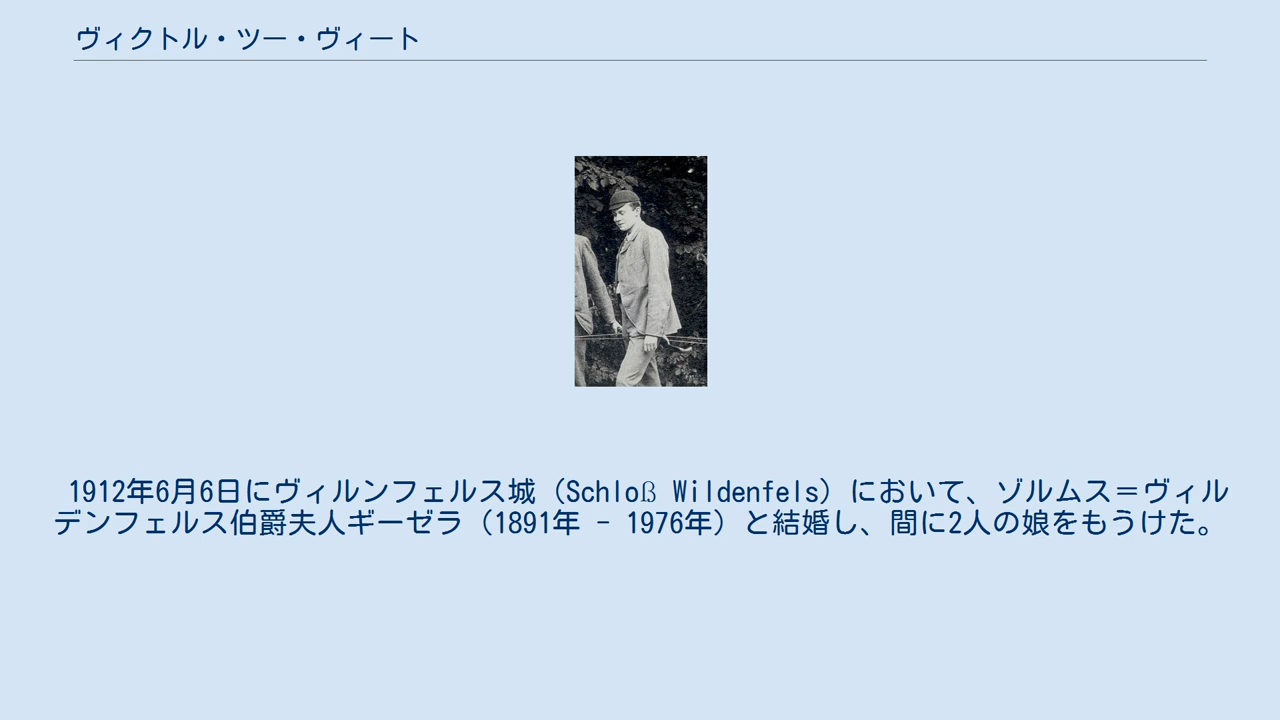 ヴィクトル・ツー・ヴィート
1912年6月6日にヴィルンフェルス城（Schloß Wildenfels）において、ゾルムス＝ヴィル
デンフェルス伯爵夫人ギーゼラ（1891年 - 1976年）と結婚し、間に2人の娘をもうけた。